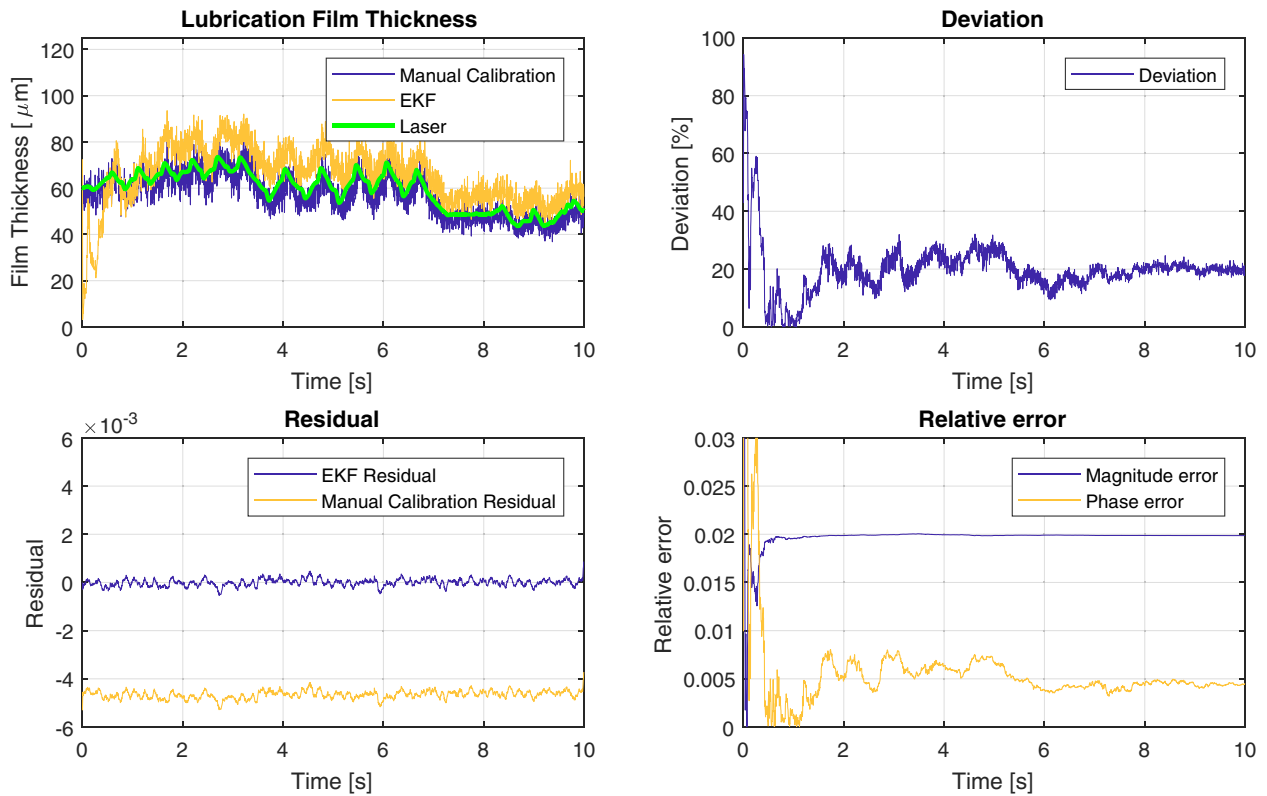 Lubrication Film Thickness
Film Thickness [ μm]
120
100
80
60
40
20
0
Manual Calibration
EKF
Laser
0 2 4 6 8 10
Time [s]
Deviation
Deviation [%]
100
80
60
40
20
0
Deviation
0 2 4 6 8 10
Time [s]
Residual
×10-3
Residual
6
4
2
0
-2
-4
-6
EKF Residual
Manual Calibration Residual
0 2 4 6 8 10
Time [s]
Relative error
Relative error
0.03
0.025
0.02
0.015
0.01
0.005
0
Magnitude error
Phase error
0 2 4 6 8 10
Time [s]